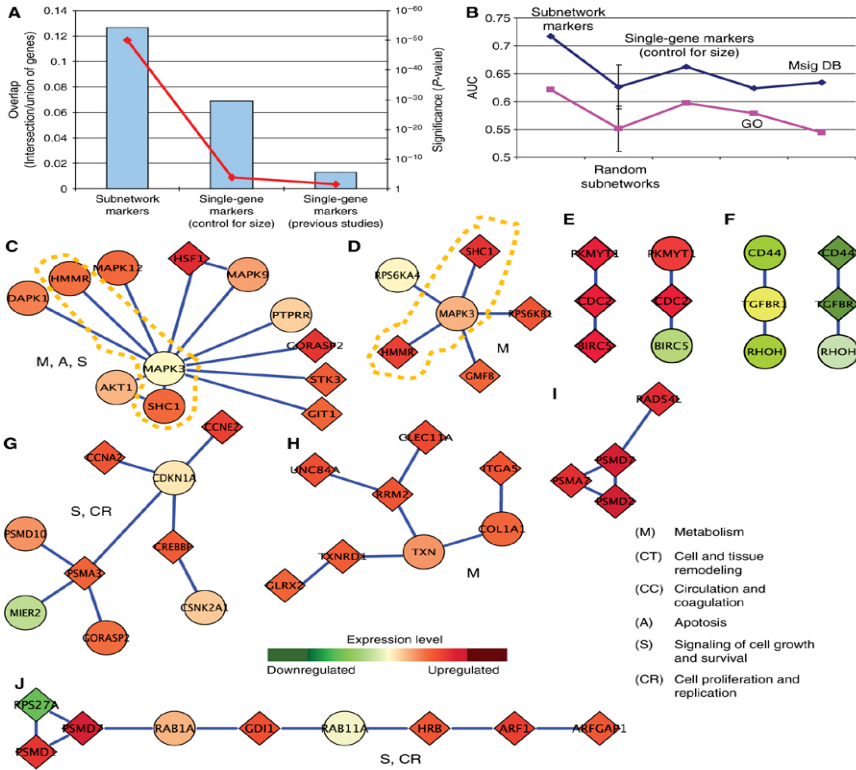 A
0.14
0.12
0.1
0.08
0.06
0.04
0.02
0
Overlap
(Intersection/union of genes)
10⁻⁶⁰
10⁻⁵⁰
10⁻⁴⁰
10⁻³⁰
10⁻²⁰
10⁻¹⁰
1
Significance (P-value)
Subnetwork
markers
Single-gene
markers
(control for size)
Single-gene
markers
(previous studies)
B
0.75
0.7
0.65
0.6
0.55
0.5
AUC
Subnetwork
markers
Single-gene markers
(control for size)
Msig DB
GO
Random
subnetworks
C
HMMR
MAPK12
HSF1
MAPK9
DAPK1
PTPRR
GORASP2
M, A, S
MAPK3
STK3
AKT1
SHC1
GIT1
D
SHC1
RPS6KA4
MAPK3
RPS6KB1
HMMR
M
GMFB
E
PKMYT1
PKMYT1
CDC2
CDC2
BIRC5
BIRC5
F
CD44
CD44
TGFBR1
TGFBR1
RHOH
RHOH
G
CCNE2
CCNA2
CDKN1A
S, CR
PSMD10
CREBBP
PSMA3
MIER2
GORASP2
CSNK2A1
H
CLEC11A
UNC84A
ITGA5
RRM2
COL1A1
TXNRD1
TXN
M
GLRX2
I
RAD54L
PSMD7
PSMA7
PSMD2
(M) Metabolism
(CT) Cell and tissue
remodeling
(CC) Circulation and
coagulation
(A) Apotosis
(S) Signaling of cell growth
and survival
(CR) Cell proliferation and
replication
Expression level
Downregulated
Upregulated
J
RPS27A
PSMD7
RAB1A
GDI1
RAB11A
HRB
ARF1
ARFGAP1
PSMD1
S, CR